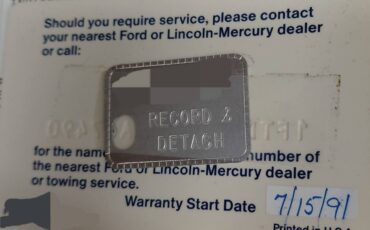 Should you require service, please contact
your nearest Ford or Lincoln-Mercury dealer
or call:
RECORD &
DETACH
for the name number of
the nearest Ford or Lincoln-Mercury dealer
or towing service.
Warranty Start Date 7/15/91
Printed in U.S.A.